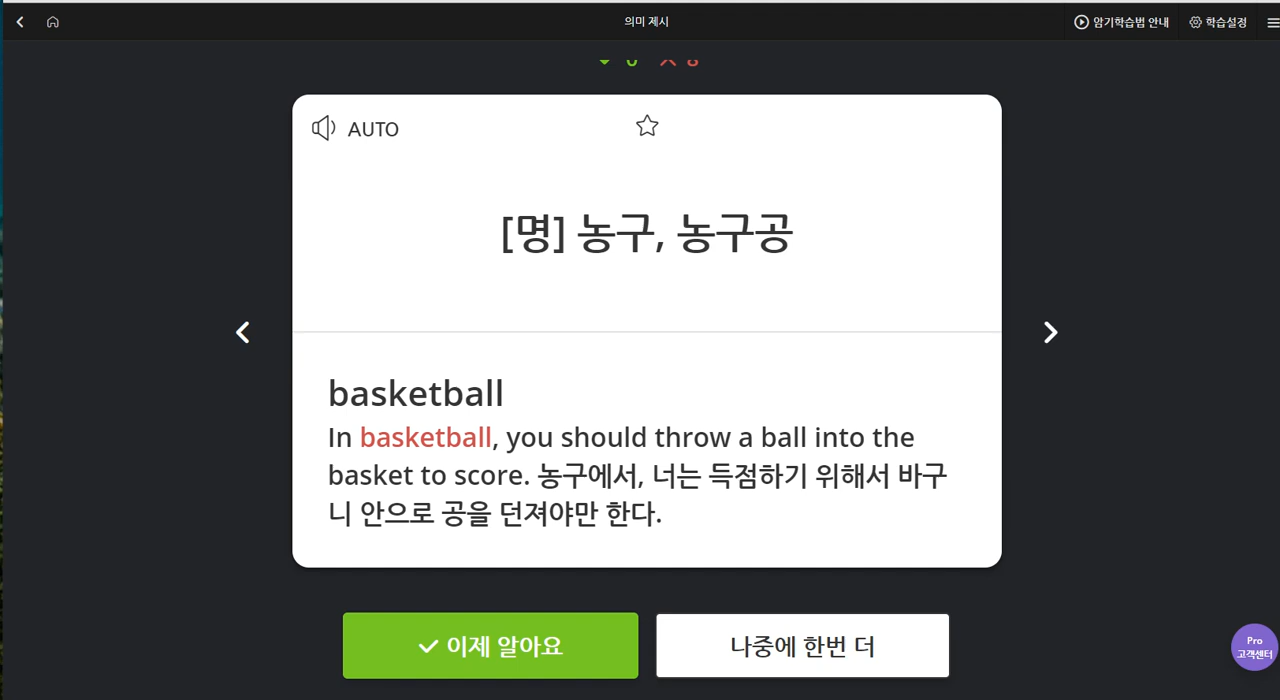 의미 제시
암기학습법 안내
학습설정
AUTO
[명] 농구, 농구공
basketball
In basketball, you should throw a ball into the
basket to score. 농구에서, 너는 득점하기 위해서 바구
니 안으로 공을 던져야만 한다.
이제 알아요
나중에 한번 더
Pro
고객센터